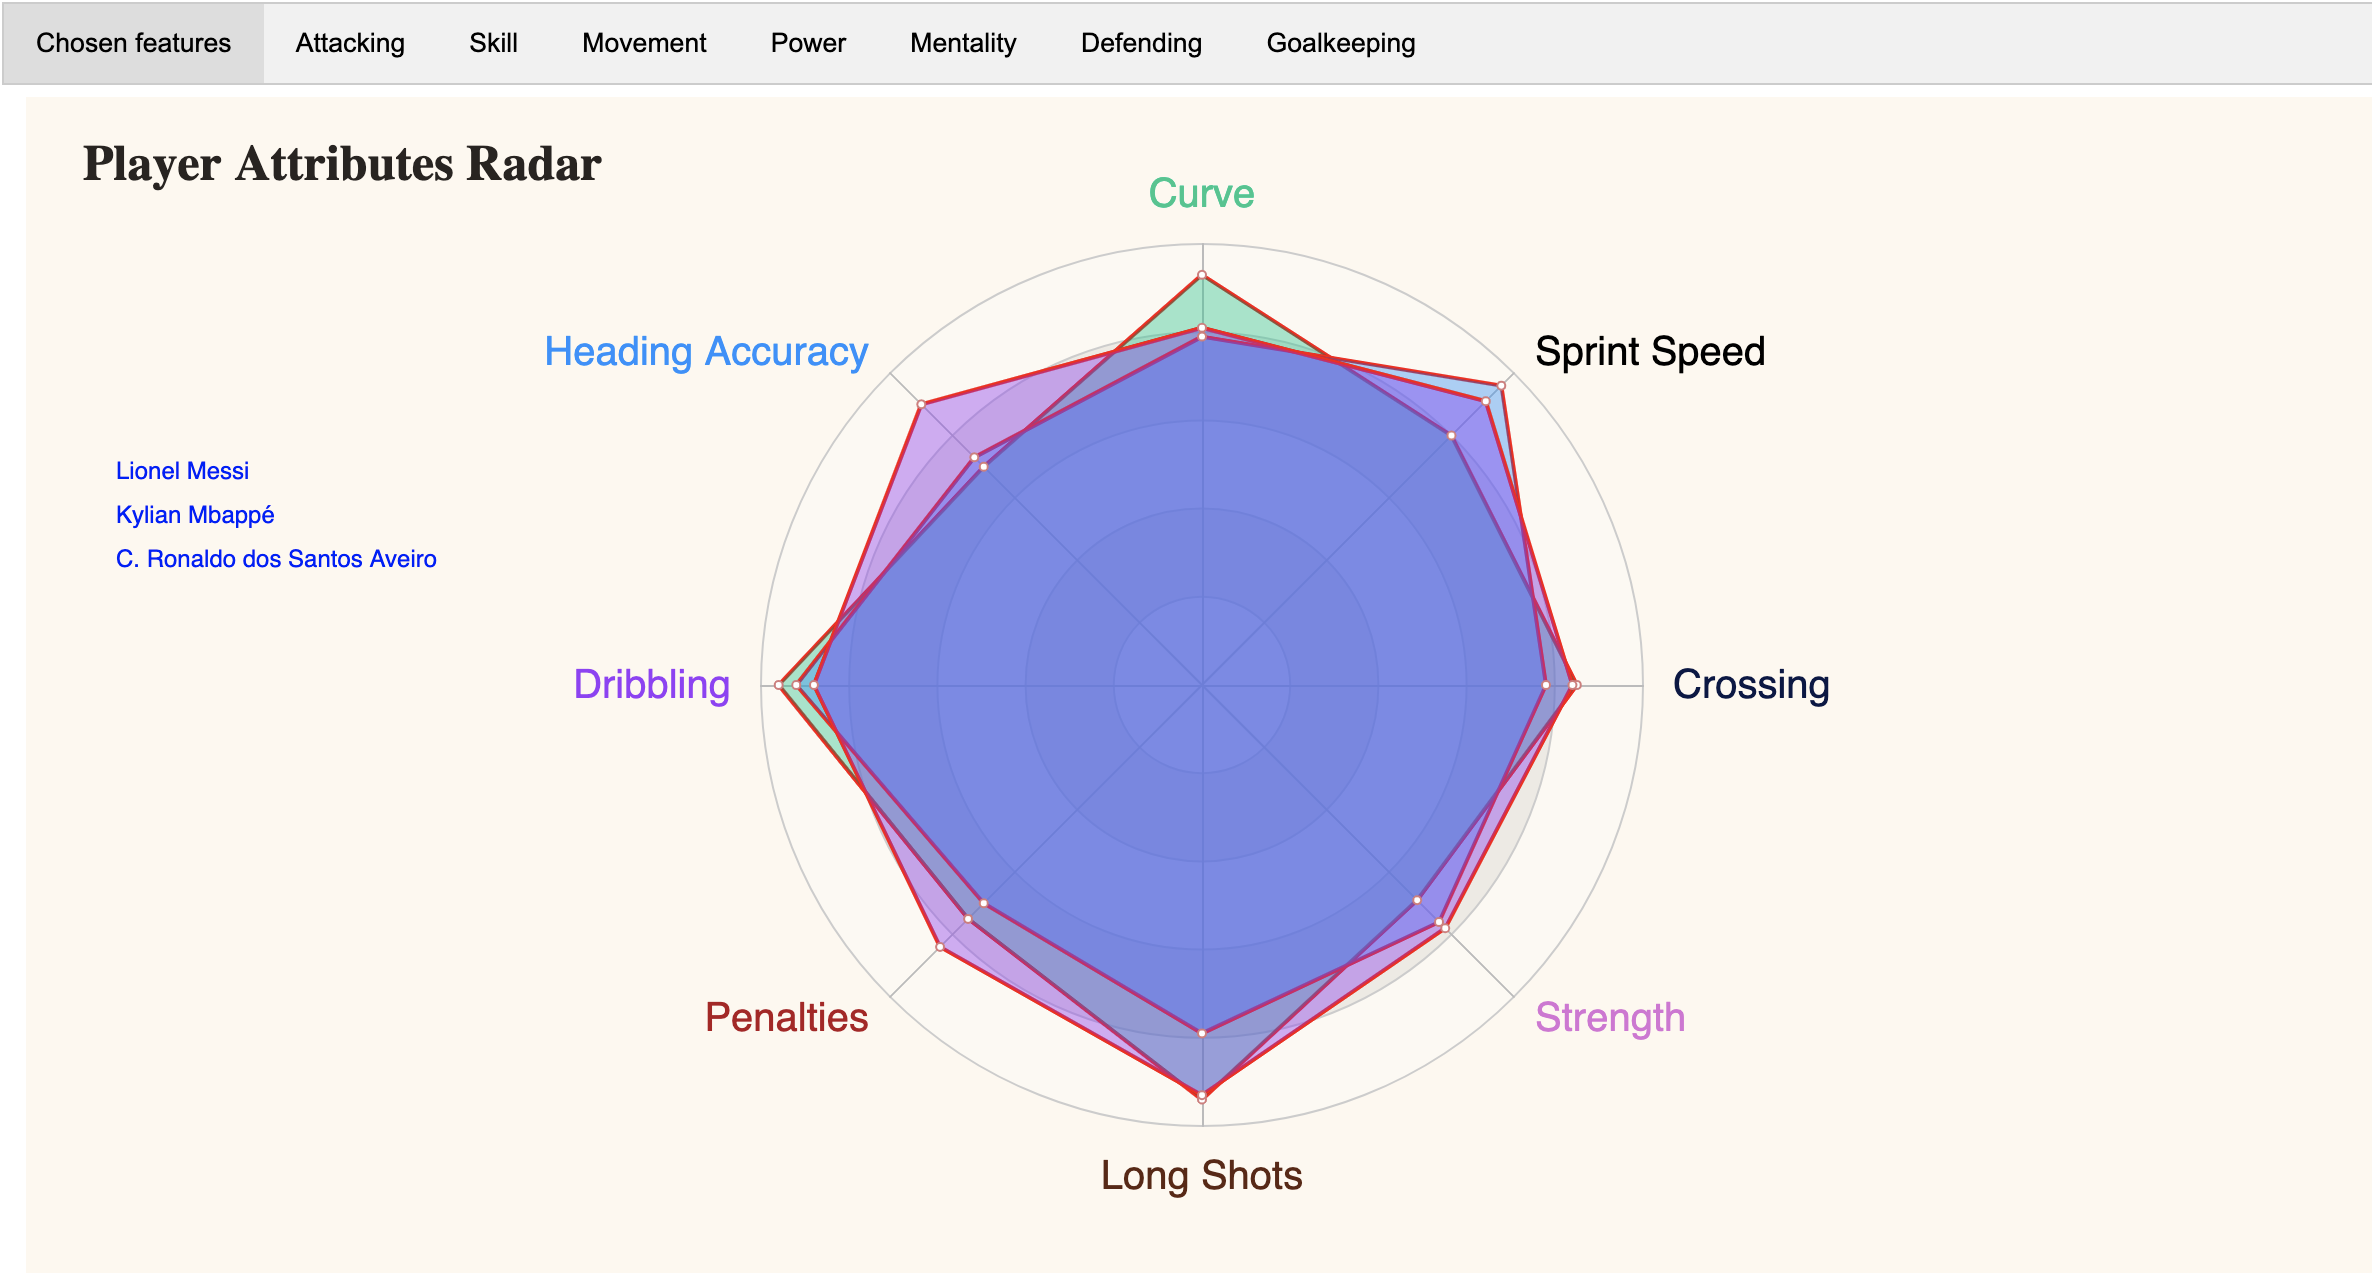 Chosen features Attacking Skill Movement Power Mentality Defending Goalkeeping
Player Attributes Radar
Curve
Heading Accuracy
Sprint Speed
Lionel Messi
Kylian Mbappé
C. Ronaldo dos Santos Aveiro
Dribbling
Crossing
Penalties
Strength
Long Shots